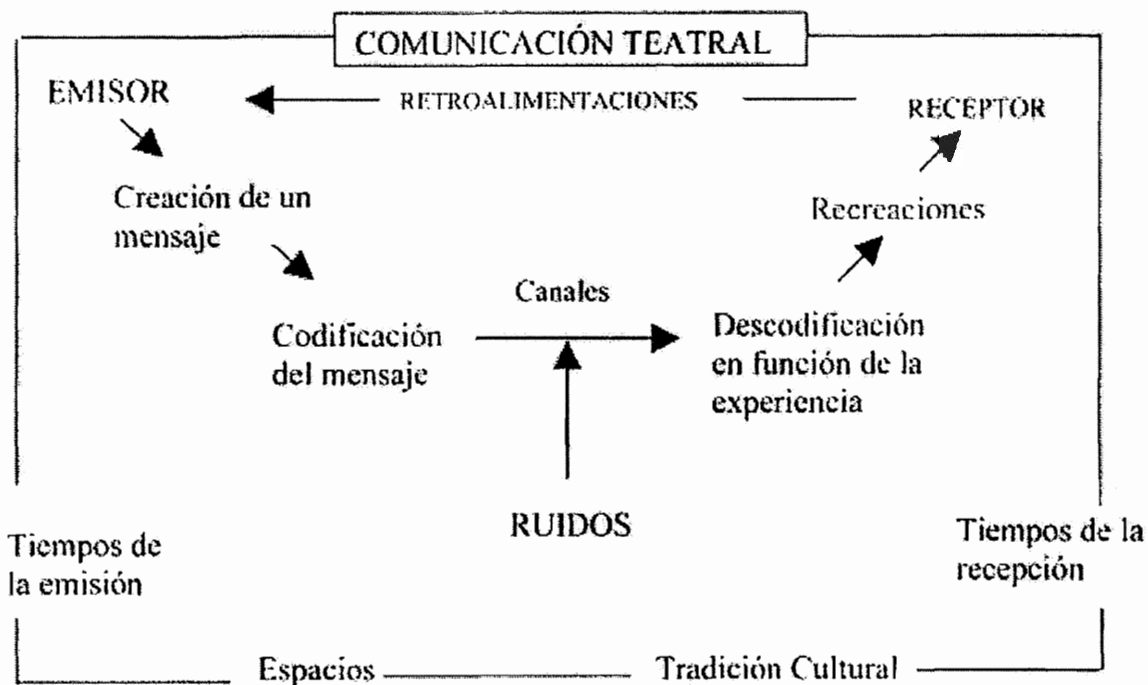 COMUNICACIÓN TEATRAL
EMISOR
RETROALIMENTACIONES
RECEPTOR
Creación de un
mensaje
Recreaciones
Canales
Codificación
del mensaje
Descodificación
en función de la
experiencia
RUIDOS
Tiempos de
la emisión
Tiempos de la
recepción
Espacios
Tradición Cultural